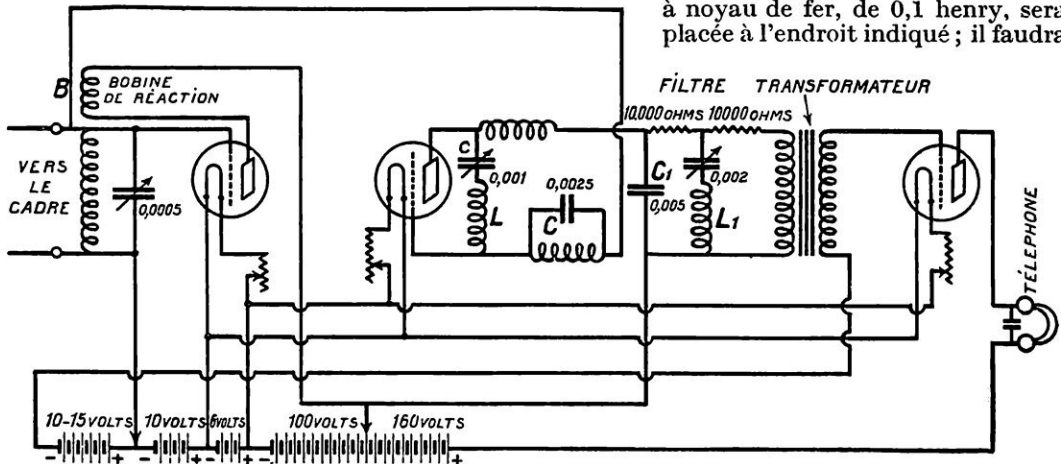 à noyau de fer, de 0,1 henry, sera
placée à l'endroit indiqué ; il faudra
B
BOBINE
DE RÉACTION
FILTRE TRANSFORMATEUR
10.000 OHMS 10000 OHMS
VERS
LE
CADRE
0,0005
C
0,001
L
0,0025
C
C1
0,005
0,002
L1
TÉLÉPHONE
10-15 VOLTS 10 VOLTS 6 VOLTS 100 VOLTS 160 VOLTS
- + - + - + - +